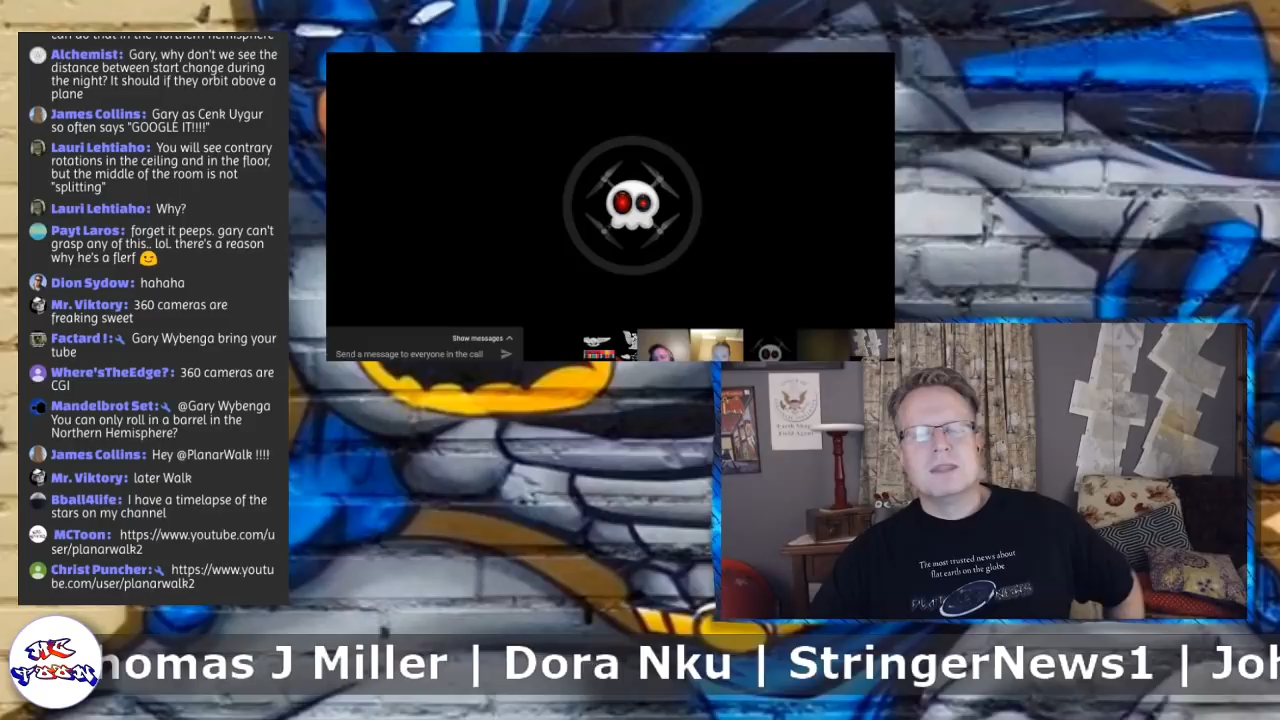 can do that in the northern hemisphere
Alchemist: Gary, why don't we see the
distance between start change during
the night? It should if they orbit above a
plane
James Collins: Gary as Cenk Uygur
so often says "GOOGLE IT!!!!"
Lauri Lehtiaho: You will see contrary
rotations in the ceiling and in the floor,
but the middle of the room is not
"splitting"
Lauri Lehtiaho: Why?
Payt Laros: forget it peeps. gary can't
grasp any of this.. lol. there's a reason
why he's a flerf
Dion Sydow: hahaha
Mr. Viktory: 360 cameras are
freaking sweet
Factard !: Gary Wybenga bring your
tube
Where'sTheEdge?: 360 cameras are
CGI
Mandelbrot Set: @Gary Wybenga
You can only roll in a barrel in the
Northern Hemisphere?
James Collins: Hey @PlanarWalk !!!!
Mr. Viktory: later Walk
Bball4life: I have a timelapse of the
stars on my channel
MCToon: https://www.youtube.com/u
ser/planarwalk2
Christ Puncher: https://www.youtu
be.com/user/planarwalk2
Show messages
Send a message to everyone in the call
The most trusted news about
flat earth on the globe
MC
TOON
homas J Miller | Dora Nku | StringerNews1 | Joh